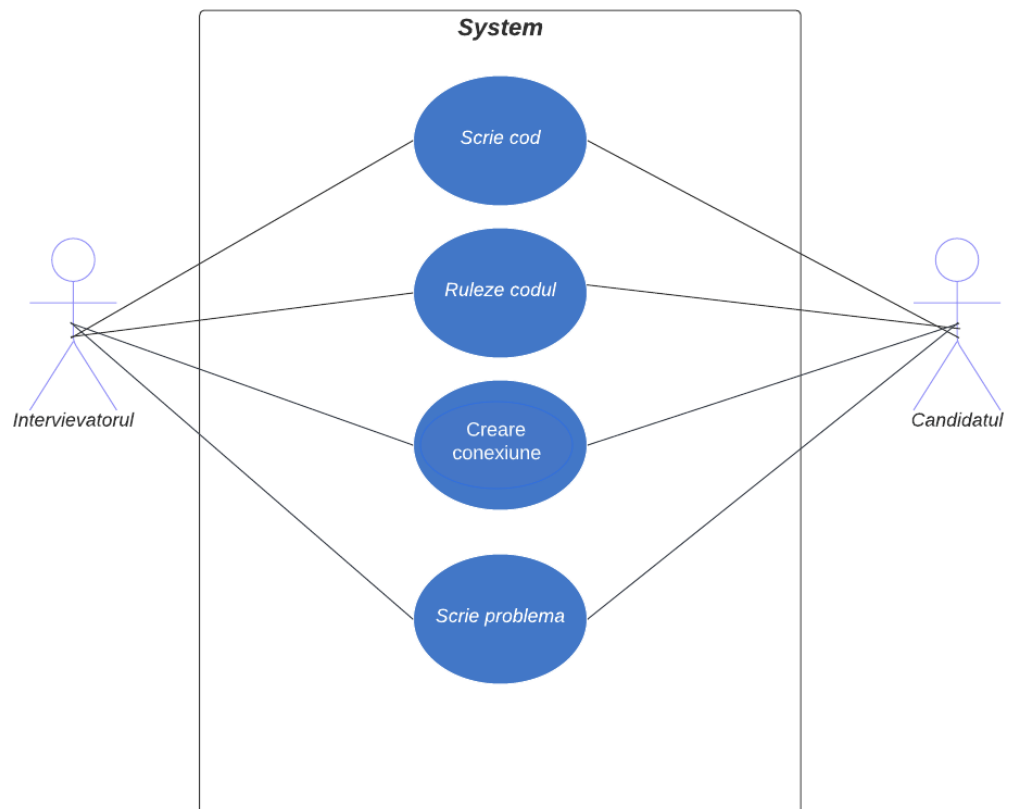 System
Scrie cod
Ruleze codul
Intervievatorul
Candidatul
Creare
conexiune
Scrie problema